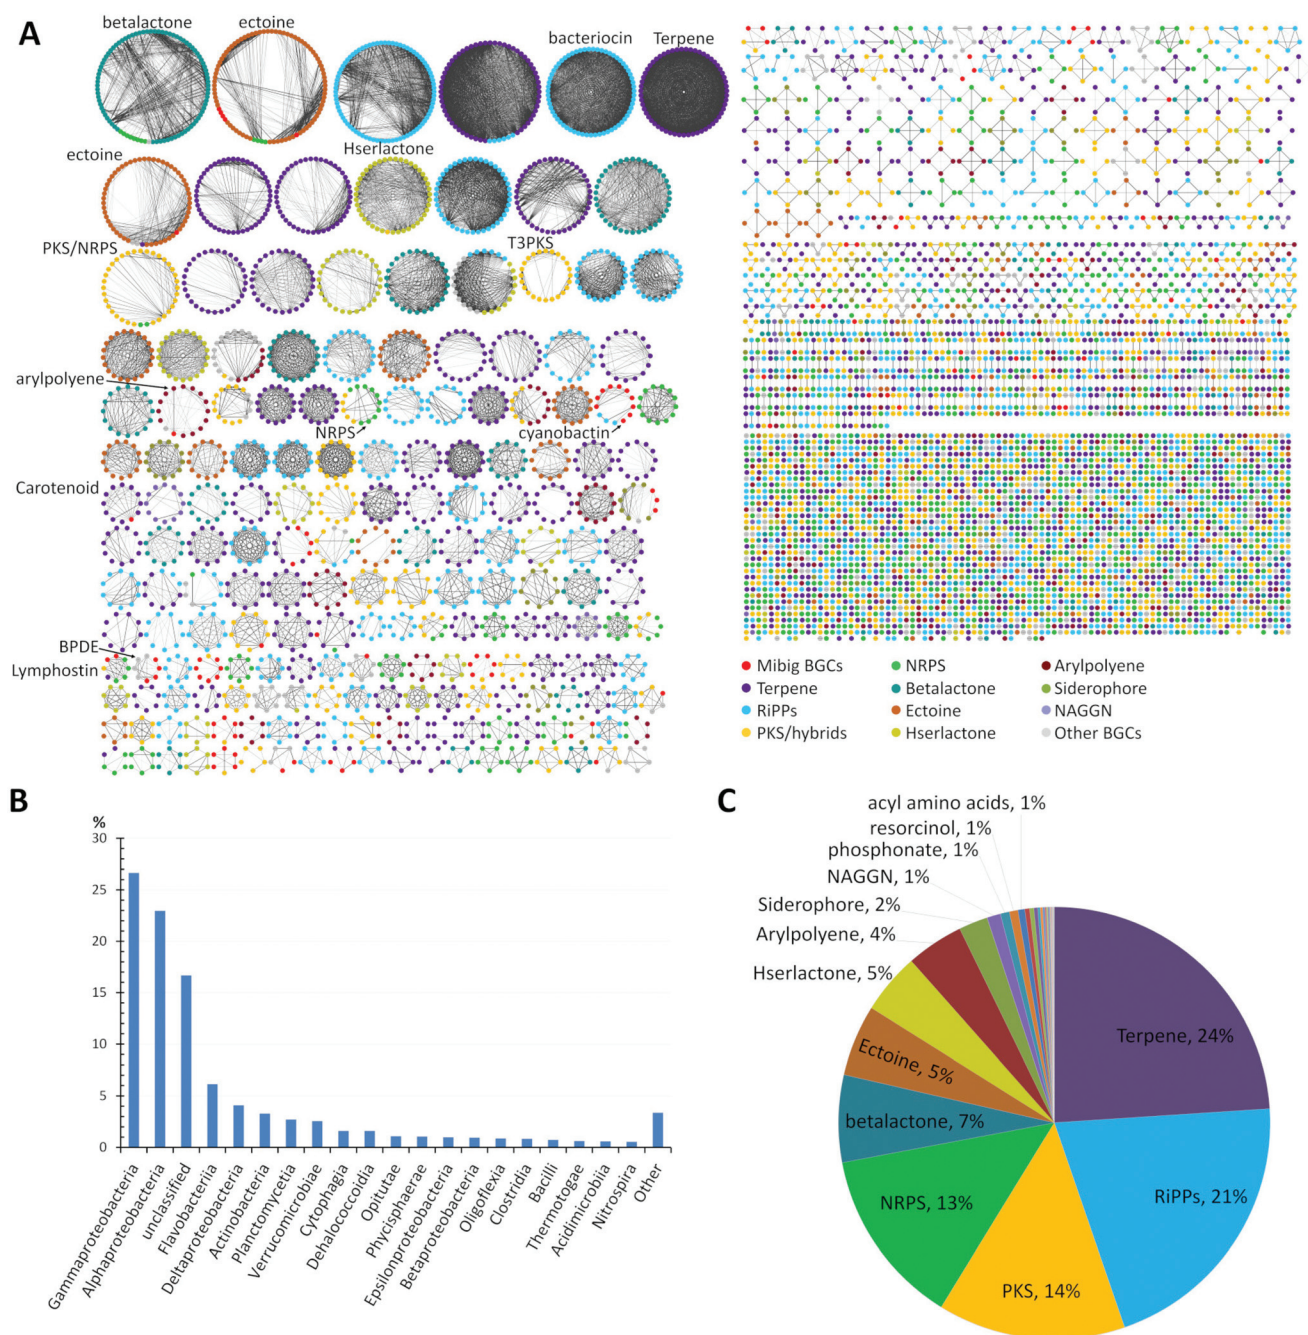 A
betalactone
ectoine
bacteriocin
Terpene
ectoine
Hserlactone
PKS/NRPS
T3PKS
arylpolyene
NRPS
cyanobactin
Carotenoid
BPDE
Lymphostin
Mibig BGCs
NRPS
Arylpolyene
Terpene
Betalactone
Siderophore
RiPPs
Ectoine
NAGGN
PKS/hybrids
Hserlactone
Other BGCs
B
%
30
25
20
15
10
5
0
Gammaproteobacteria
Alphaproteobacteria
unclassified
Flavobacteriia
Deltaproteobacteria
Actinobacteria
Planctomycetia
Verrucomicrobiae
Cytophagia
Dehalococcoidia
Opitutae
Phycisphaerae
Epsilonproteobacteria
Betaproteobacteria
Oligoflexia
Clostridia
Bacilli
Thermotogae
Acidimicrobiia
Nitrospira
Other
C
acyl amino acids, 1%
resorcinol, 1%
phosphonate, 1%
NAGGN, 1%
Siderophore, 2%
Arylpolyene, 4%
Hserlactone, 5%
Ectoine, 5%
betalactone, 7%
NRPS, 13%
PKS, 14%
RiPPs, 21%
Terpene, 24%